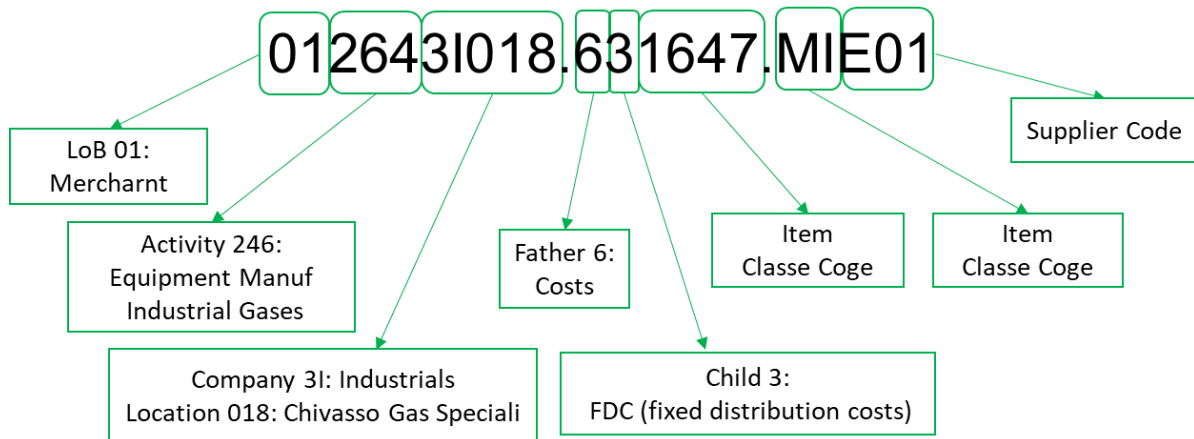 012643I018.631647.MIE01
LoB 01:
Mercharnt
Supplier Code
Activity 246:
Equipment Manuf
Industrial Gases
Father 6:
Costs
Item
Classe Coge
Item
Classe Coge
Company 3I: Industrials
Location 018: Chivasso Gas Speciali
Child 3:
FDC (fixed distribution costs)